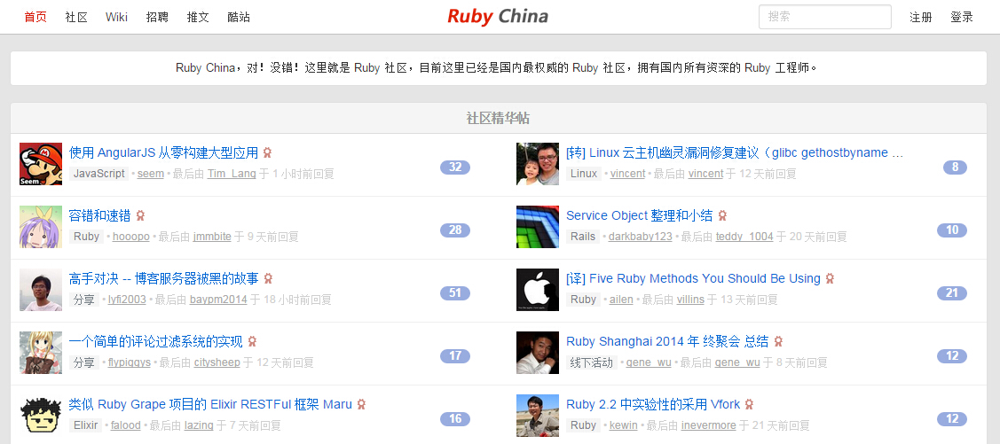 首页 社区 Wiki 招聘 推文 酷站 Ruby China 搜索 注册 登录
Ruby China，对！没错！这里就是 Ruby 社区，目前这里已经是国内最权威的 Ruby 社区，拥有国内所有资深的 Ruby 工程师。
社区精华帖
使用 AngularJS 从零构建大型应用
JavaScript • seem • 最后由 Tim_Lang 于 1 小时前回复
32
Seem
[转] Linux 云主机幽灵漏洞修复建议（glibc gethostbyname …
Linux • vincent • 最后由 vincent 于 12 天前回复
8
容错和速错
Ruby • hooopo • 最后由 jmmbite 于 9 天前回复
28
Service Object 整理和小结
Rails • darkbaby123 • 最后由 teddy_1004 于 20 天前回复
10
高手对决 -- 博客服务器被黑的故事
分享 • lyfi2003 • 最后由 baypm2014 于 18 小时前回复
51
[译] Five Ruby Methods You Should Be Using
Ruby • ailen • 最后由 villins 于 13 天前回复
21
一个简单的评论过滤系统的实现
分享 • flypiggys • 最后由 citysheep 于 12 天前回复
17
Ruby Shanghai 2014 年 终聚会 总结
线下活动 • gene_wu • 最后由 gene_wu 于 8 天前回复
12
类似 Ruby Grape 项目的 Elixir RESTFul 框架 Maru
Elixir • falood • 最后由 lazing 于 7 天前回复
16
Ruby 2.2 中实验性的采用 Vfork
Ruby • kewin • 最后由 inevermore 于 21 天前回复
12